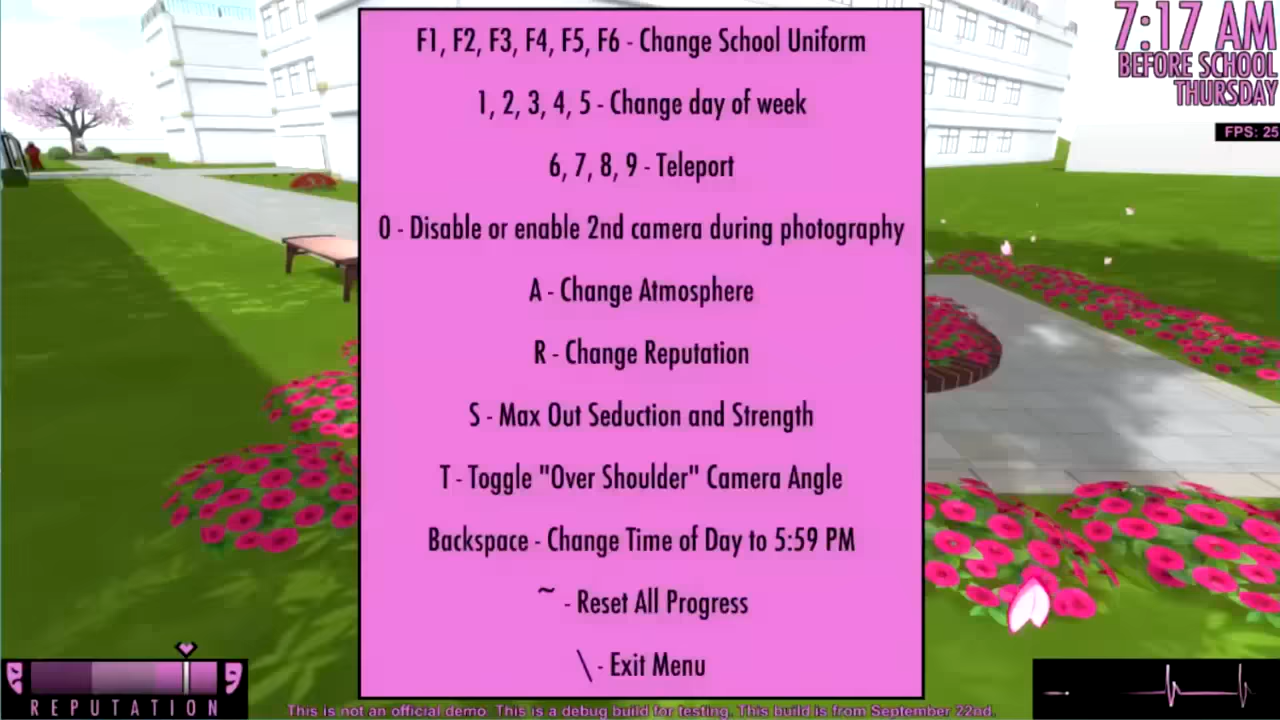 F1, F2, F3, F4, F5, F6 - Change School Uniform
1, 2, 3, 4, 5 - Change day of week
6, 7, 8, 9 - Teleport
0 - Disable or enable 2nd camera during photography
A - Change Atmosphere
R - Change Reputation
S - Max Out Seduction and Strength
T - Toggle "Over Shoulder" Camera Angle
Backspace - Change Time of Day to 5:59 PM
~ - Reset All Progress
\ - Exit Menu
7:17 AM
BEFORE SCHOOL
THURSDAY
FPS: 25
REPUTATION
This is not an official demo. This is a debug build for testing. This build is from September 22nd.